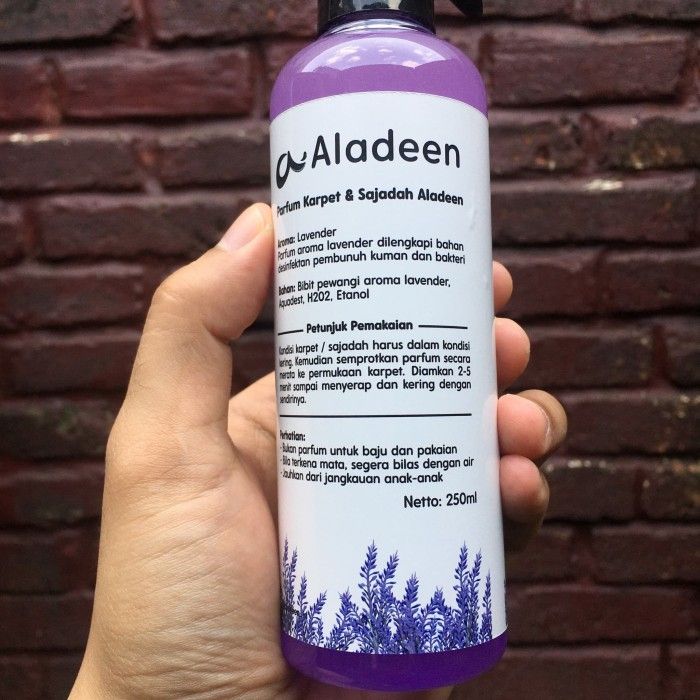 Aladeen
Parfum Karpet & Sajadah Aladeen
Aroma: Lavender
Parfum aroma lavender dilengkapi bahan
desinfektan pembunuh kuman dan bakteri
Bahan: Bibit pewangi aroma lavender,
Aquadest, H202, Etanol
Petunjuk Pemakaian
Kondisi karpet / sajadah harus dalam kondisi
kering. Kemudian semprotkan parfum secara
merata ke permukaan karpet. Diamkan 2-5
menit sampai menyerap dan kering dengan
sendirinya.
Perhatian:
- Bukan parfum untuk baju dan pakaian
- Bila terkena mata, segera bilas dengan air
- Jauhkan dari jangkauan anak-anak
Netto: 250ml